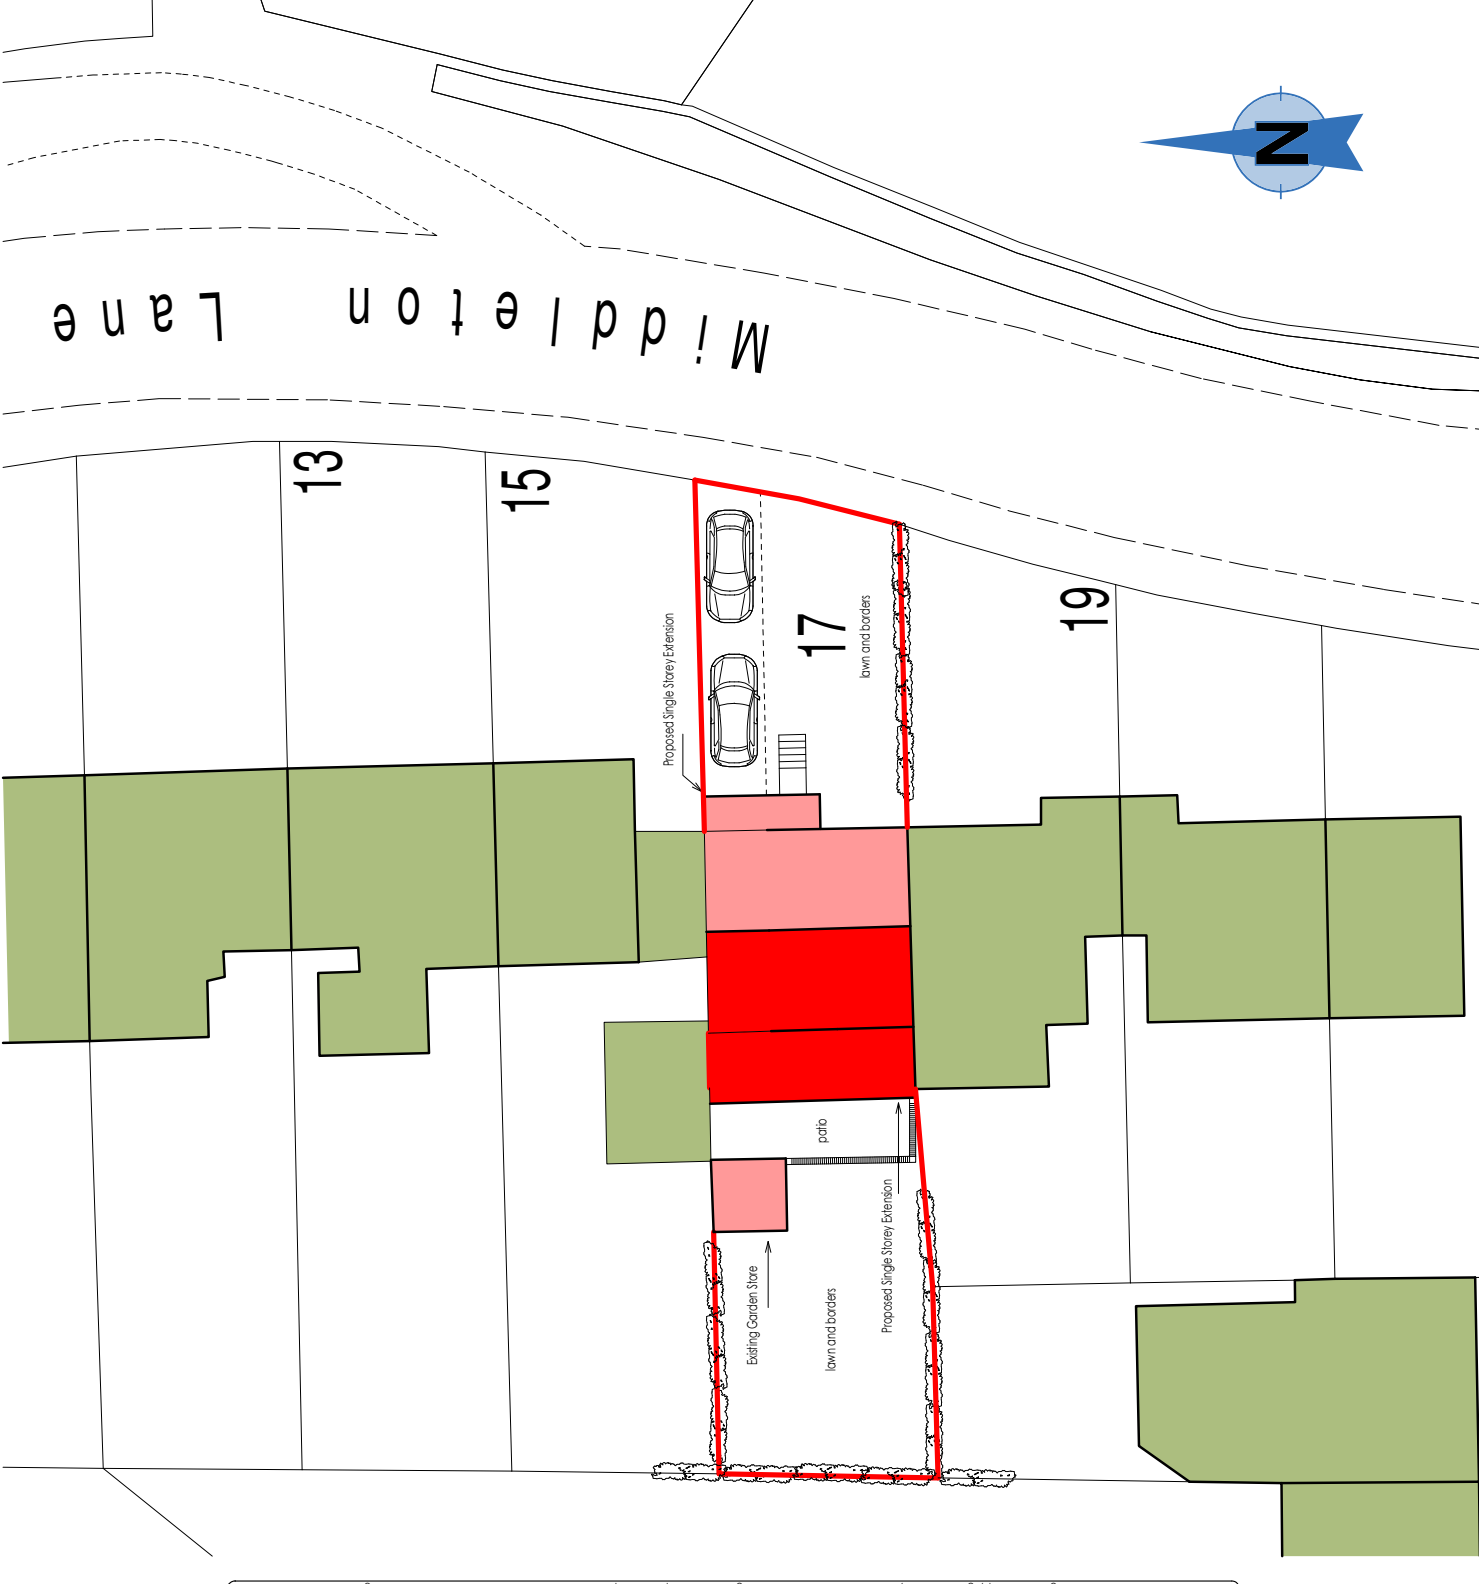 N
Middleton Lane
13
15
17
19
Proposed Single Storey Extension
lawn and borders
patio
Proposed Single Storey Extension
Existing Garden Store
lawn and borders